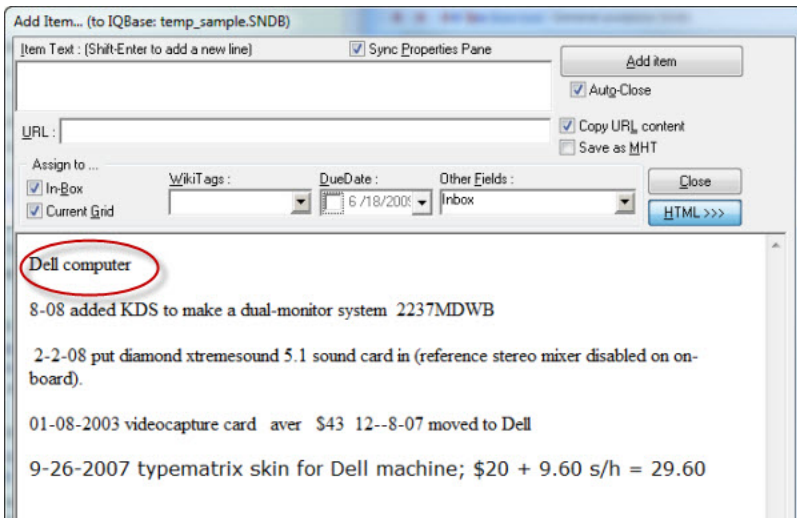 Add Item... (to IQBase: temp_sample.SNDB)
Item Text : (Shift-Enter to add a new line)
Sync Properties Pane
Add item
Auto-Close
URL :
Copy URL content
Save as MHT
Assign to ...
In-Box
Current Grid
WikiTags :
DueDate :
6/18/2009
Other Fields :
Inbox
Close
HTML >>>
Dell computer
8-08 added KDS to make a dual-monitor system 2237MDWB
2-2-08 put diamond xtremesound 5.1 sound card in (reference stereo mixer disabled on on-
board).
01-08-2003 videocapture card aver $43 12--8-07 moved to Dell
9-26-2007 typematrix skin for Dell machine; $20 + 9.60 s/h = 29.60